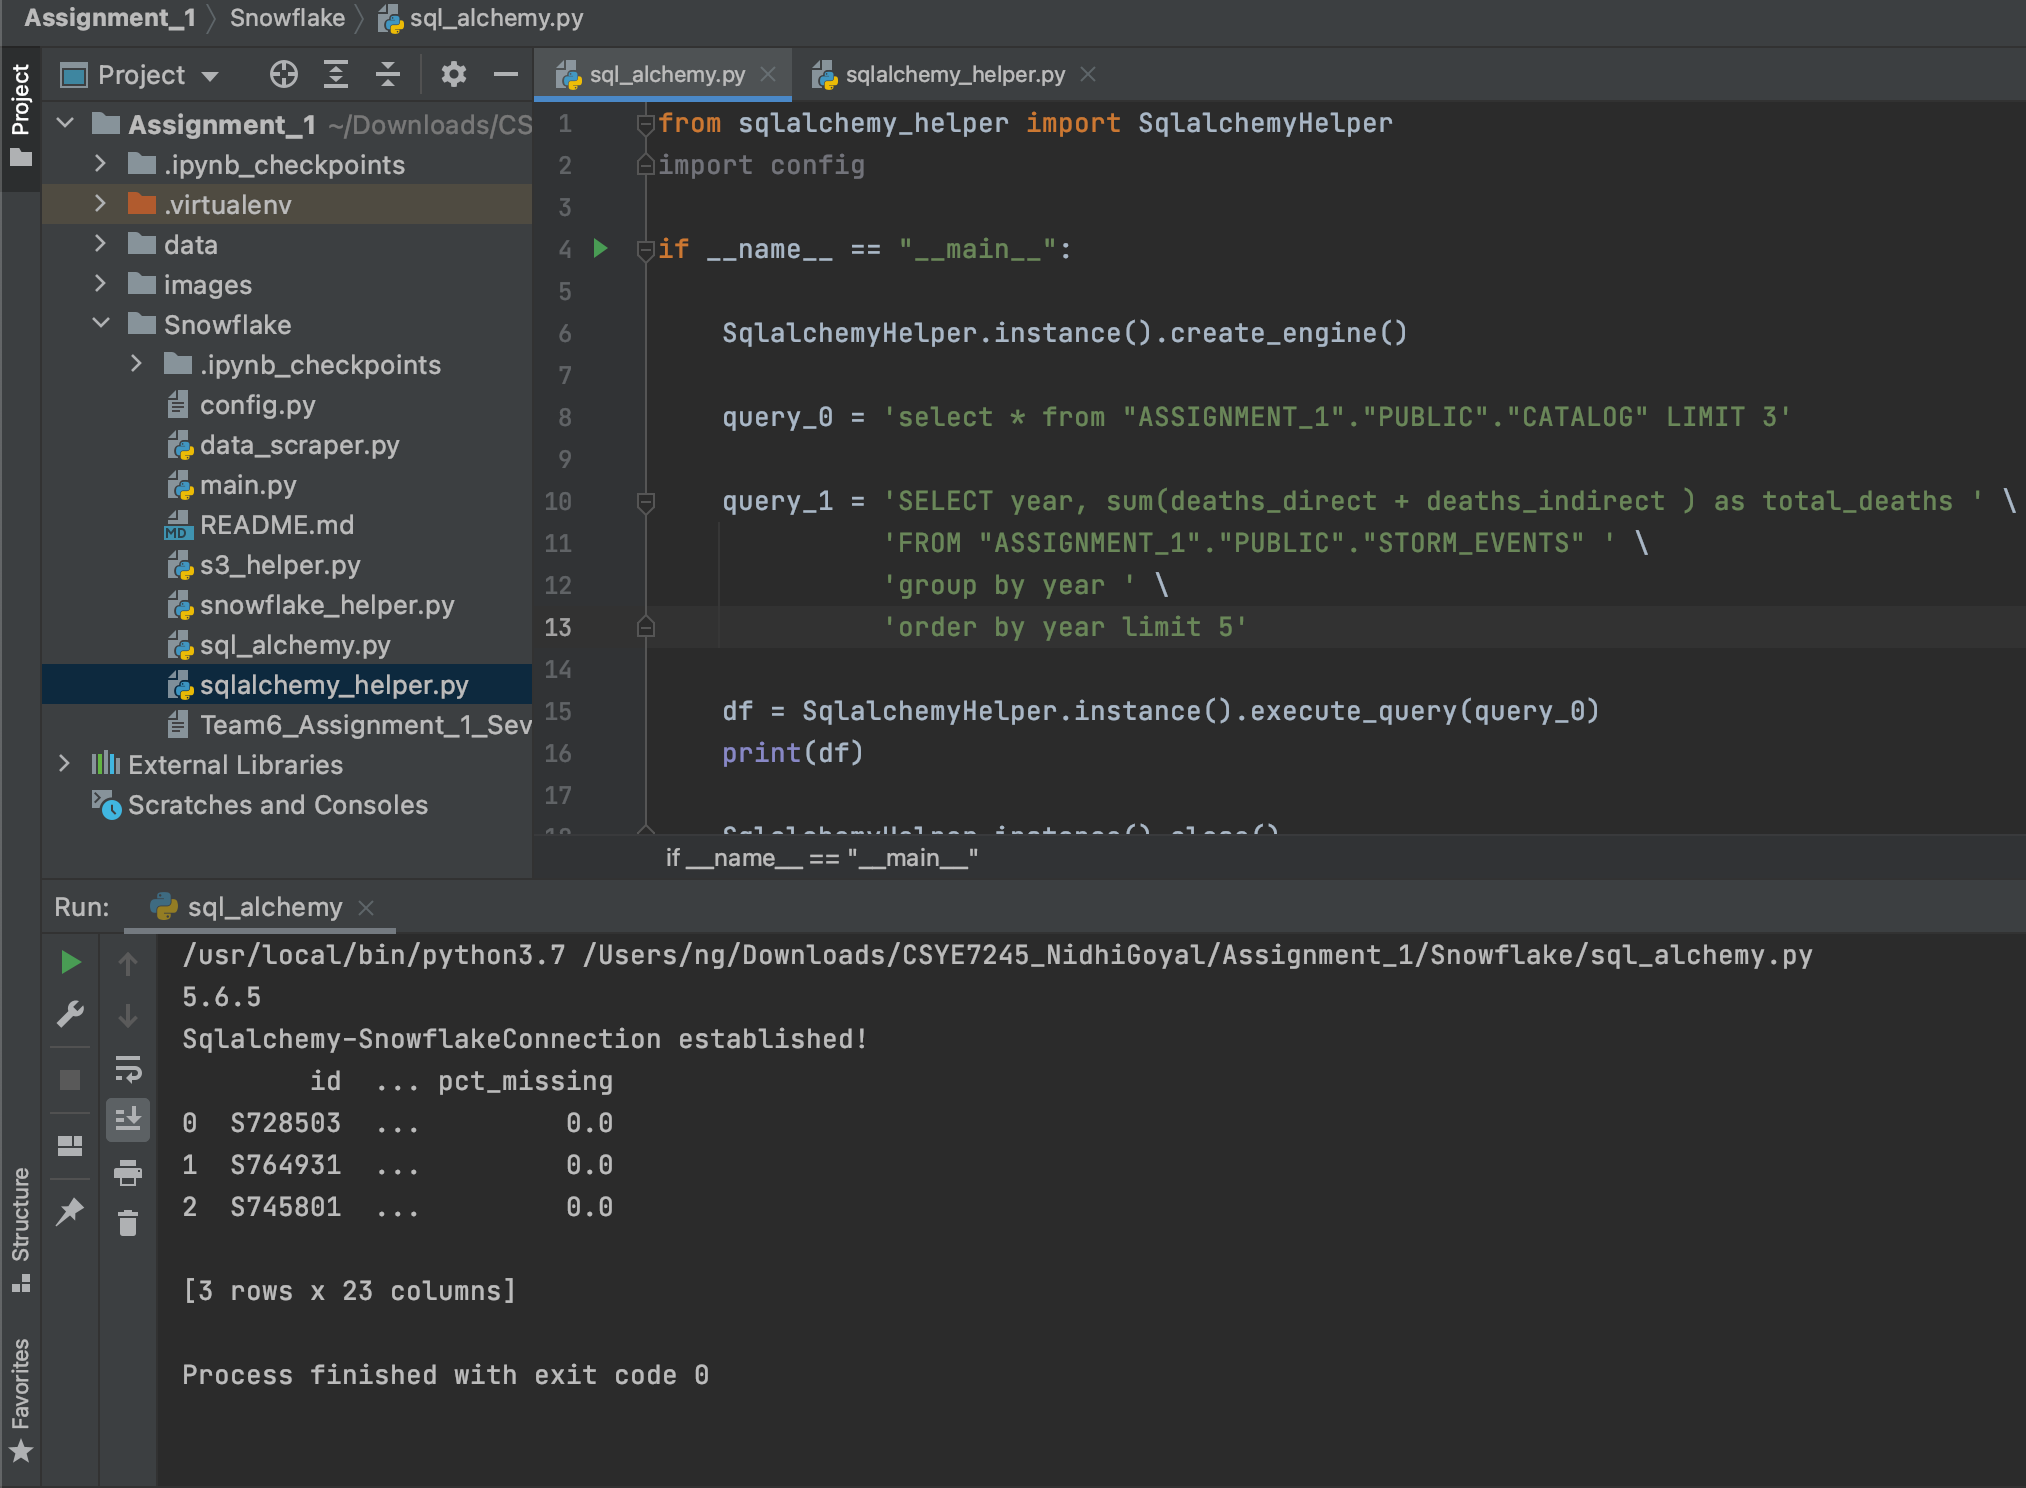 Assignment_1 Snowflake sql_alchemy.py
Project
Project
sql_alchemy.py
sqlalchemy_helper.py
Assignment_1 ~/Downloads/CS
.ipynb_checkpoints
.virtualenv
data
images
Snowflake
.ipynb_checkpoints
config.py
data_scraper.py
main.py
README.md
s3_helper.py
snowflake_helper.py
sql_alchemy.py
sqlalchemy_helper.py
Team6_Assignment_1_Sev
External Libraries
Scratches and Consoles
1 from sqlalchemy_helper import SqlalchemyHelper
2 import config
3
4 if __name__ == "__main__":
5
6 SqlalchemyHelper.instance().create_engine()
7
8 query_0 = 'select * from "ASSIGNMENT_1"."PUBLIC"."CATALOG" LIMIT 3'
9
10 query_1 = 'SELECT year, sum(deaths_direct + deaths_indirect ) as total_deaths ' \
11 'FROM "ASSIGNMENT_1"."PUBLIC"."STORM_EVENTS" ' \
12 'group by year ' \
13 'order by year limit 5'
14
15 df = SqlalchemyHelper.instance().execute_query(query_0)
16 print(df)
17
18 SqlalchemyHelper.instance().close()
if __name__ == "__main__"
Run: sql_alchemy
/usr/local/bin/python3.7 /Users/ng/Downloads/CSYE7245_NidhiGoyal/Assignment_1/Snowflake/sql_alchemy.py
5.6.5
Sqlalchemy-SnowflakeConnection established!
id ... pct_missing
0 S728503 ... 0.0
1 S764931 ... 0.0
2 S745801 ... 0.0
[3 rows x 23 columns]
Process finished with exit code 0
Structure
Favorites